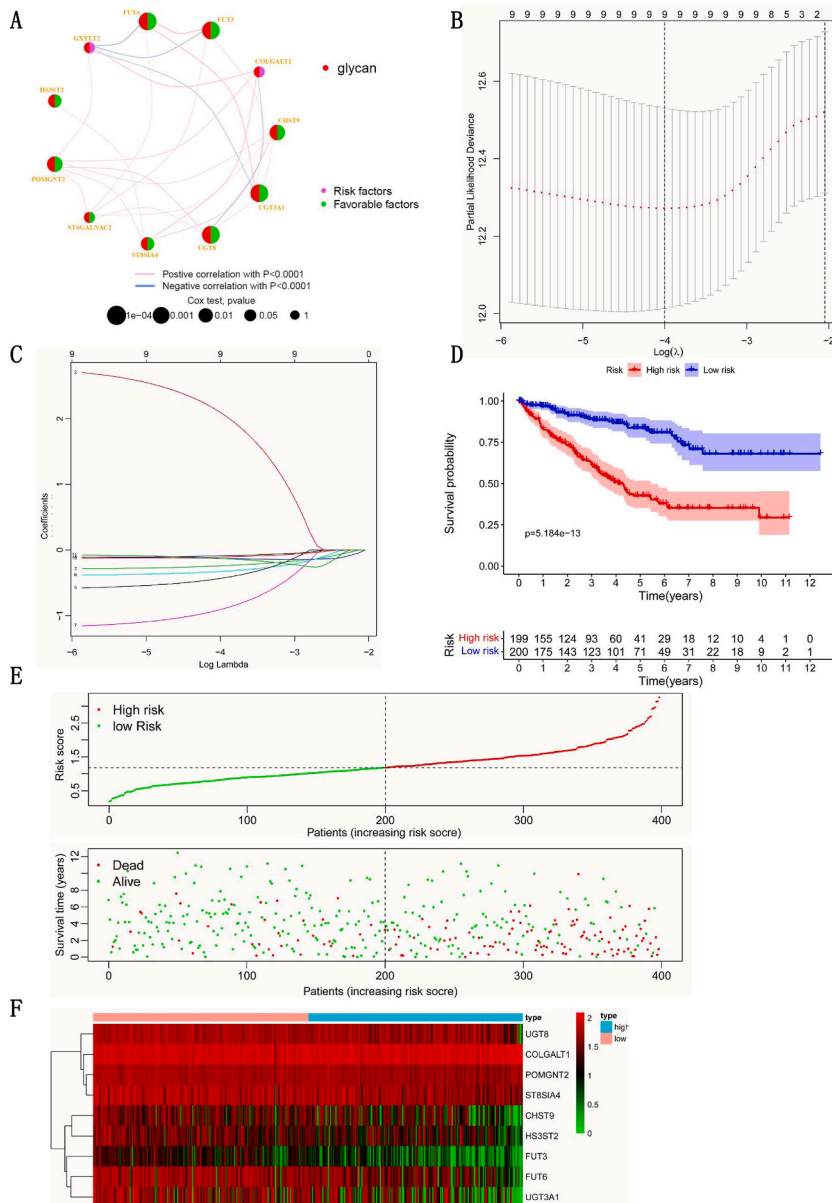 A
FUT6
FUT3
GXYLT2
COLGALT1
glycan
HS3ST2
CHST9
POMGNT2
UGT3A1
Risk factors
Favorable factors
ST6GALNAC2
ST8SIA4
UGT8
Postive correlation with P<0.0001
Negative correlation with P<0.0001
Cox test, pvalue
1e−04 0.001 0.01 0.05 1
B
9 9 9 9 9 9 9 9 9 9 9 9 9 8 5 3 2
Partial Likelihood Deviance
12.6
12.4
12.2
12.0
−6 −5 −4 −3 −2
Log(λ)
C
9 9 9 9 0
Coefficients
2
1
0
−1
−6 −5 −4 −3 −2
Log Lambda
D
Risk High risk Low risk
Survival probability
1.00
0.75
0.50
0.25
0.00
p=5.184e−13
0 1 2 3 4 5 6 7 8 9 10 11 12
Time(years)
Risk
High risk 199 155 124 93 60 41 29 18 12 10 4 1 0
Low risk 200 175 143 123 101 71 49 31 22 18 9 2 1
0 1 2 3 4 5 6 7 8 9 10 11 12
Time(years)
E
High risk
low Risk
Risk score
2.5
1.5
0.5
0 100 200 300 400
Patients (increasing risk socre)
Dead
Alive
Survival time (years)
12
10
8
6
4
2
0
0 100 200 300 400
Patients (increasing risk socre)
F
type
UGT8
COLGALT1
POMGNT2
ST8SIA4
CHST9
HS3ST2
FUT3
FUT6
UGT3A1
2
1.5
1
0.5
0
type
high
low